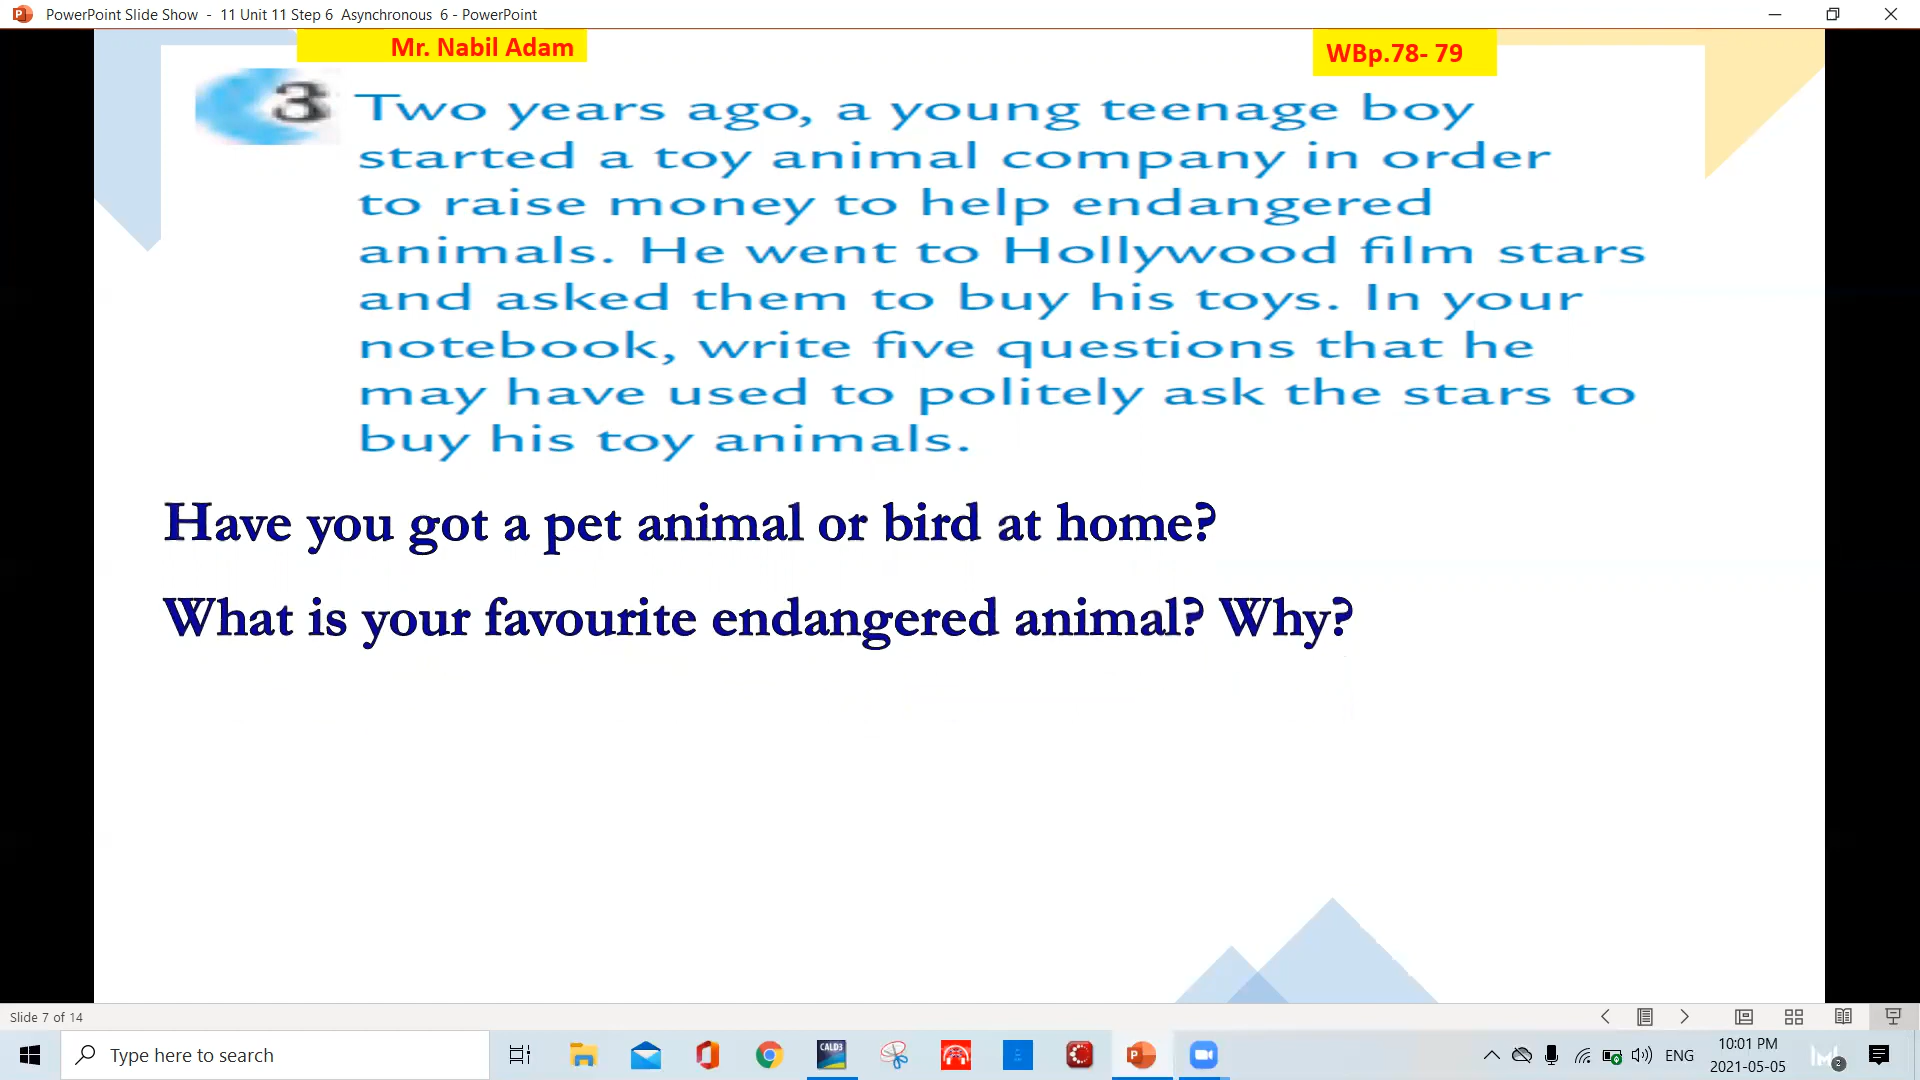 PowerPoint Slide Show - 11 Unit 11 Step 6 Asynchronous 6 - PowerPoint
Mr. Nabil Adam
WBp.78- 79
3
Two years ago, a young teenage boy
started a toy animal company in order
to raise money to help endangered
animals. He went to Hollywood film stars
and asked them to buy his toys. In your
notebook, write five questions that he
may have used to politely ask the stars to
buy his toy animals.
Have you got a pet animal or bird at home?
What is your favourite endangered animal? Why?
Slide 7 of 14
Type here to search
CALD3
ENG
10:01 PM
2021-05-05
2